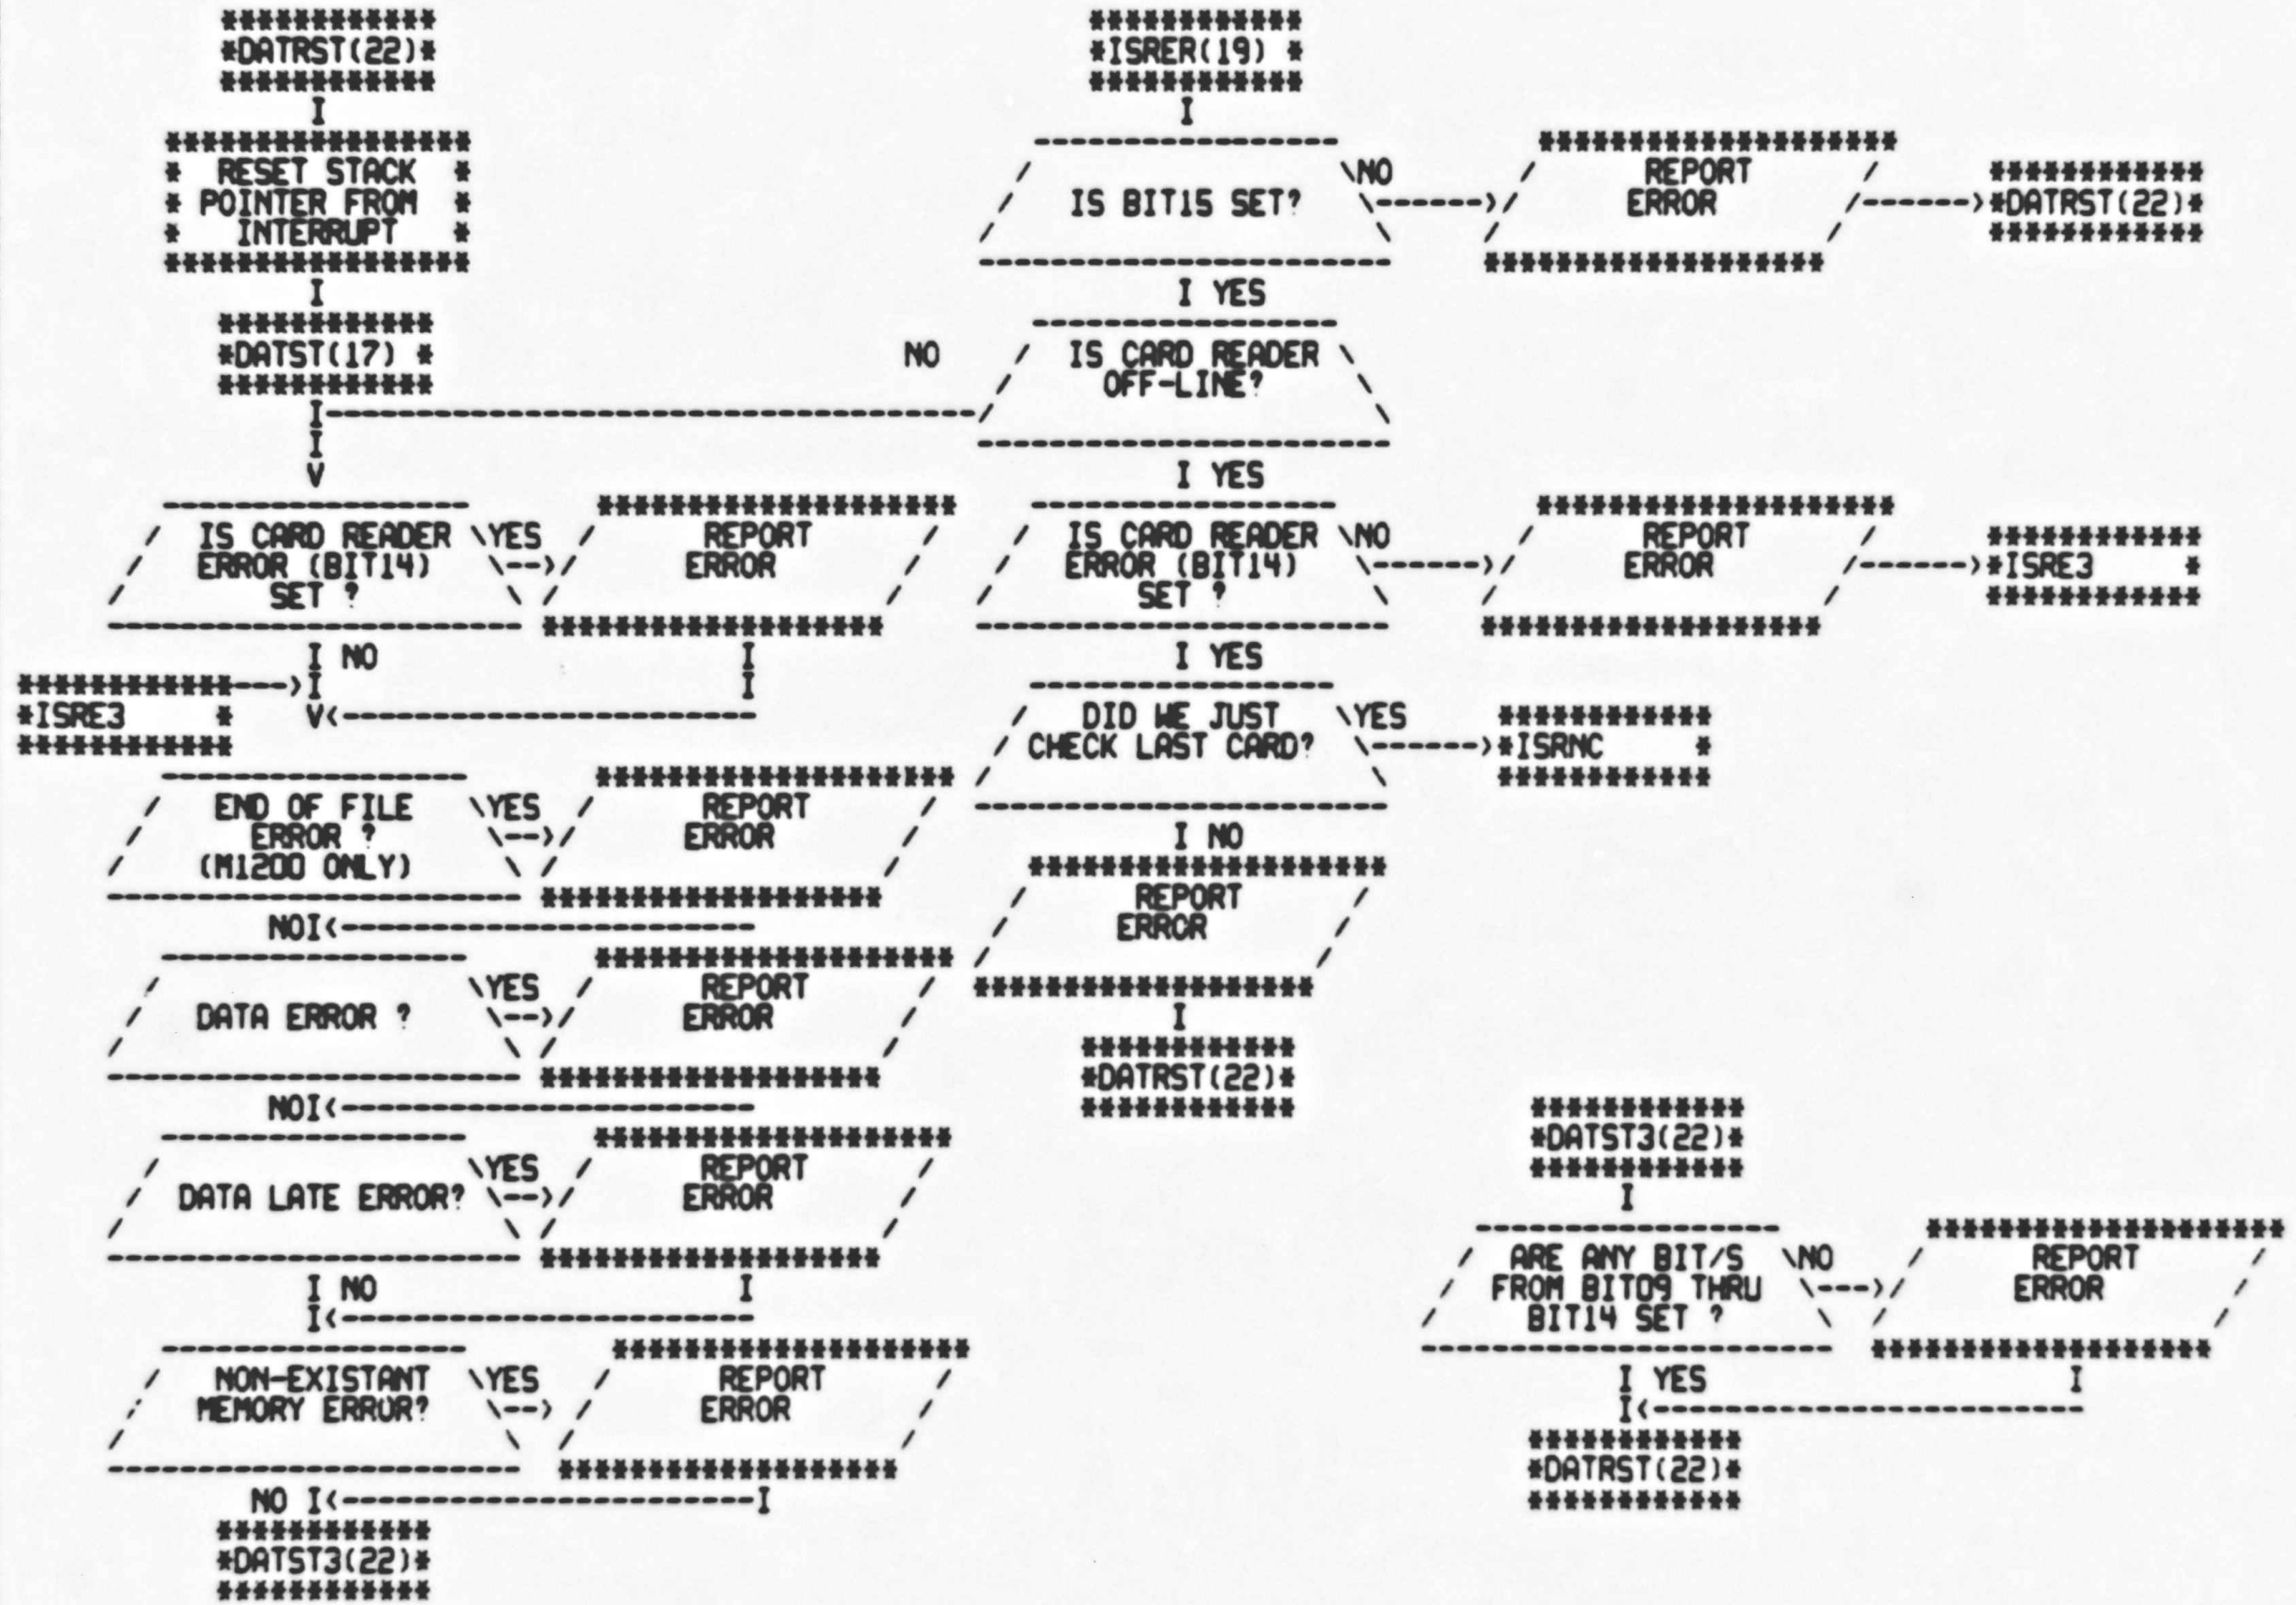 *DATRST(22)*
I
RESET STACK
POINTER FROM
INTERRUPT
I
*DATST(17) *
I
I
V
IS CARD READER
ERROR (BIT14)
SET ?
YES
REPORT
ERROR
I NO
I
*ISRE3 *
END OF FILE
ERROR ?
(M1200 ONLY)
YES
REPORT
ERROR
NOI
DATA ERROR ?
YES
REPORT
ERROR
NOI
DATA LATE ERROR?
YES
REPORT
ERROR
I NO
I
NON-EXISTANT
MEMORY ERROR?
YES
REPORT
ERROR
NO I
*DATST3(22)*
*ISRER(19) *
I
IS BIT15 SET?
NO
REPORT
ERROR
*DATRST(22)*
I YES
IS CARD READER
OFF-LINE?
NO
I YES
IS CARD READER
ERROR (BIT14)
SET ?
NO
REPORT
ERROR
*ISRE3 *
I YES
DID WE JUST
CHECK LAST CARD?
YES
*ISRNC *
I NO
REPORT
ERROR
I
*DATRST(22)*
*DATST3(22)*
I
ARE ANY BIT/S
FROM BIT09 THRU
BIT14 SET ?
NO
REPORT
ERROR
I YES
I
*DATRST(22)*